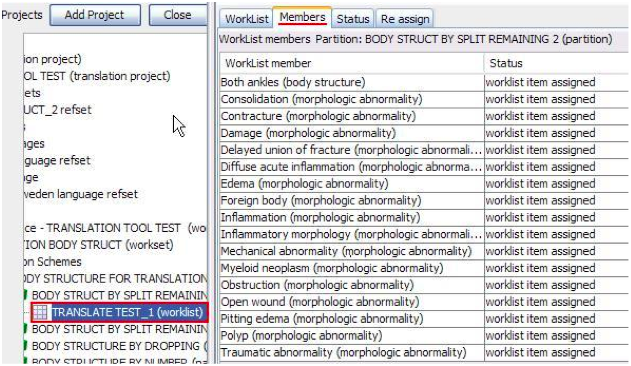 Projects Add Project Close
ion project)
OL TEST (translation project)
ets
UCT_2 refset
ages
guage refset
ge
weden language refset
ce - TRANSLATION TOOL TEST (wo
TION BODY STRUCT (workset)
on Schemes
ODY STRUCTURE FOR TRANSLATION
BODY STRUCT BY SPLIT REMAININ
TRANSLATE TEST_1 (worklist)
BODY STRUCT BY SPLIT REMAININ
BODY STRUCTURE BY DROPPING (
BODY STRUCTURE BY NUMBER (pa
WorkList Members Status Re assign
WorkList members Partition: BODY STRUCT BY SPLIT REMAINING 2 (partition)
WorkList member Status
Both ankles (body structure) worklist item assigned
Consolidation (morphologic abnormality) worklist item assigned
Contracture (morphologic abnormality) worklist item assigned
Damage (morphologic abnormality) worklist item assigned
Delayed union of fracture (morphologic abnormali... worklist item assigned
Diffuse acute inflammation (morphologic abnorma... worklist item assigned
Edema (morphologic abnormality) worklist item assigned
Foreign body (morphologic abnormality) worklist item assigned
Inflammation (morphologic abnormality) worklist item assigned
Inflammatory morphology (morphologic abnormali... worklist item assigned
Mechanical abnormality (morphologic abnormality) worklist item assigned
Myeloid neoplasm (morphologic abnormality) worklist item assigned
Obstruction (morphologic abnormality) worklist item assigned
Open wound (morphologic abnormality) worklist item assigned
Pitting edema (morphologic abnormality) worklist item assigned
Polyp (morphologic abnormality) worklist item assigned
Traumatic abnormality (morphologic abnormality) worklist item assigned